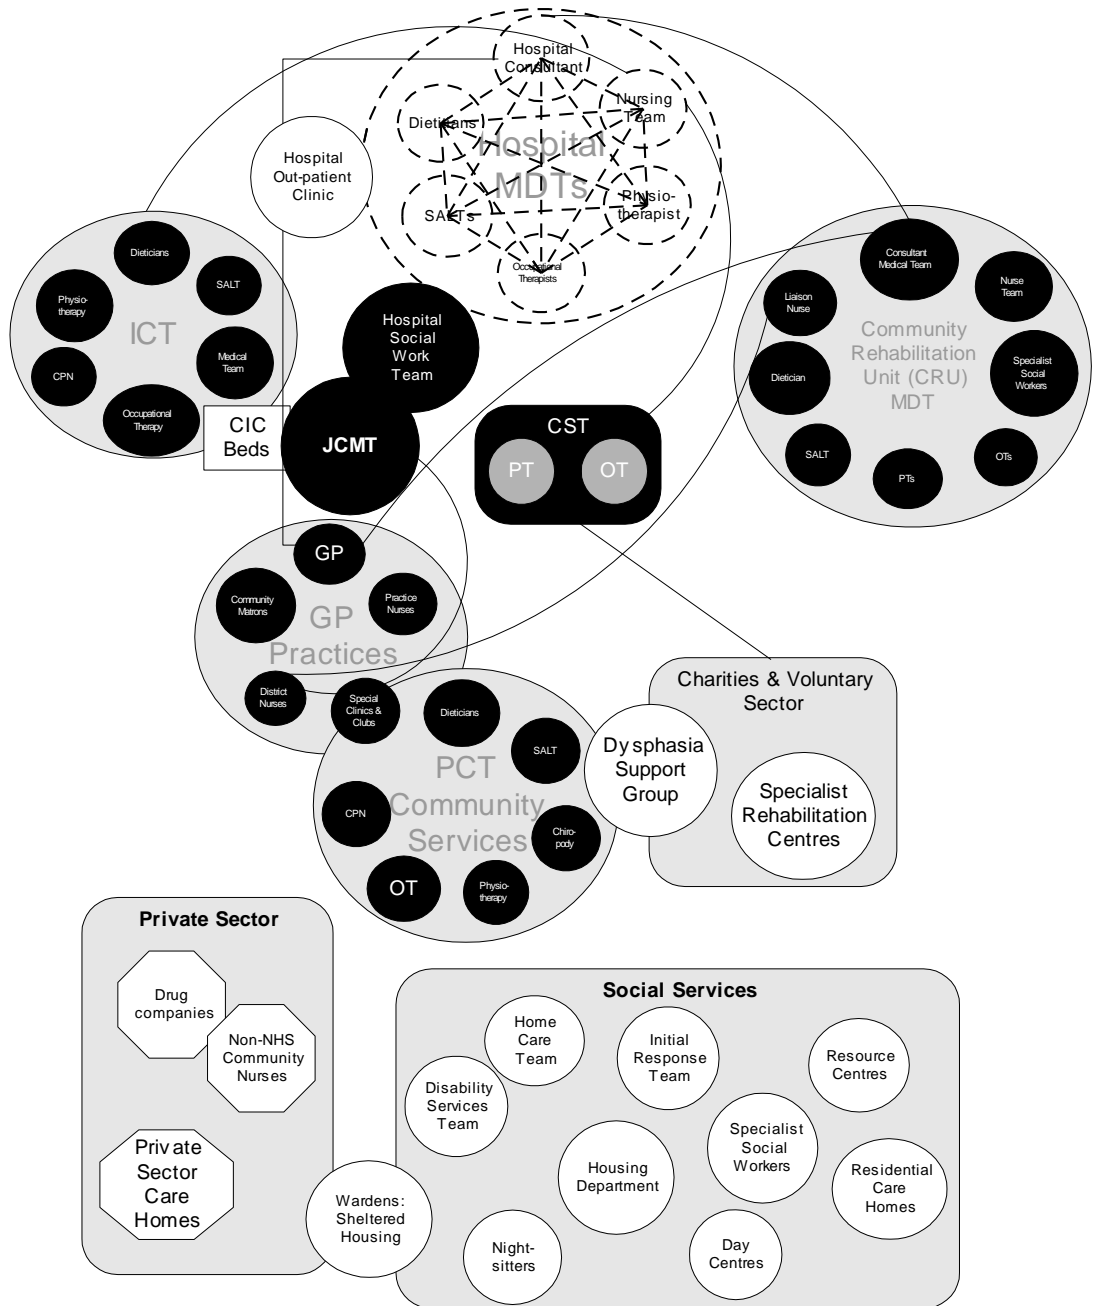 Hospital
Consultant
Nursing
Team
Dietitians
Hospital
MDTs
SALTs
Physio-
therapist
Occupational
Therapists
Hospital
Out-patient
Clinic
Dieticians
SALT
Physio-
therapy
ICT
Medical
Team
CPN
Occupational
Therapy
CIC
Beds
Hospital
Social
Work
Team
JCMT
CST
PT
OT
Consultant
Medical Team
Nurse
Team
Liaison
Nurse
Community
Rehabilitation
Unit (CRU)
MDT
Specialist
Social
Workers
Dietician
SALT
PTs
OTs
GP
Community
Matrons
Practice
Nurses
GP
Practices
District
Nurses
Special
Clinics &
Clubs
Dieticians
SALT
PCT
Community
Services
CPN
Chiro-
pody
OT
Physio-
therapy
Charities & Voluntary
Sector
Dysphasia
Support
Group
Specialist
Rehabilitation
Centres
Private Sector
Drug
companies
Non-NHS
Community
Nurses
Private
Sector
Care
Homes
Wardens:
Sheltered
Housing
Social Services
Home
Care
Team
Initial
Response
Team
Resource
Centres
Disability
Services
Team
Specialist
Social
Workers
Housing
Department
Residential
Care
Homes
Night-
sitters
Day
Centres